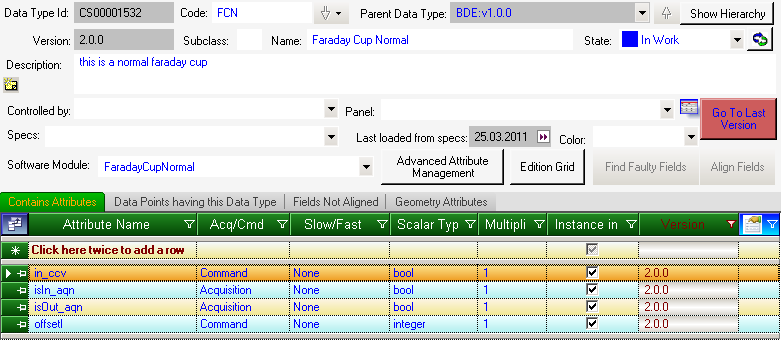 Data Type Id: CS00001532 Code: FCN Parent Data Type: BDE:v1.0.0 Show Hierarchy
Version: 2.0.0 Subclass: Name: Faraday Cup Normal State: In Work
Description: this is a normal faraday cup
Controlled by: Panel: Go To Last Version
Specs: Last loaded from specs: 25.03.2011 Color:
Software Module: FaradayCupNormal Advanced Attribute Management Edition Grid Find Faulty Fields Align Fields
Contains Attributes Data Points having this Data Type Fields Not Aligned Geometry Attributes
Attribute Name Acq/Cmd Slow/Fast Scalar Typ Multipli Instance in Version
Click here twice to add a row
in_ccv Command None bool 1 2.0.0
isIn_aqn Acquisition None bool 1 2.0.0
isOut_aqn Acquisition None bool 1 2.0.0
offsetI Command None integer 1 2.0.0